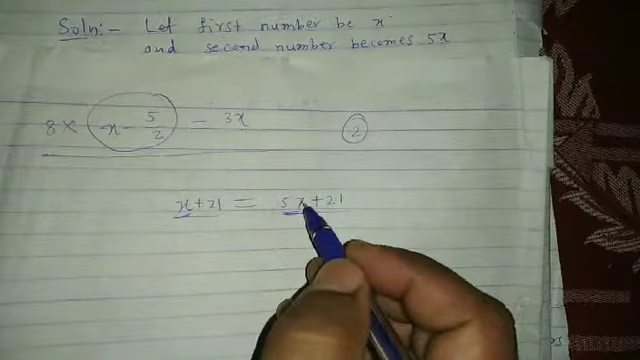 Soln:- Let first number be x
and second number becomes 5x
8x x - 5/2 = 3x
2
x+21 = 5x+21